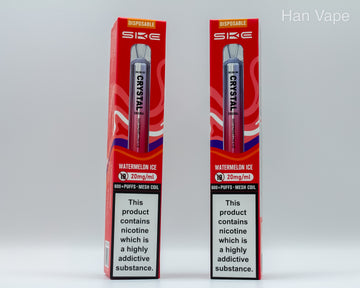 Han Vape
DISPOSABLE
SKE
CRYSTAL
WATERMELON ICE
20mg/ml
600+PUFFS · MESH COIL
This
product
contains
nicotine
which is
a highly
addictive
substance.
DISPOSABLE
SKE
CRYSTAL
WATERMELON ICE
20mg/ml
600+PUFFS · MESH COIL
This
product
contains
nicotine
which is
a highly
addictive
substance.